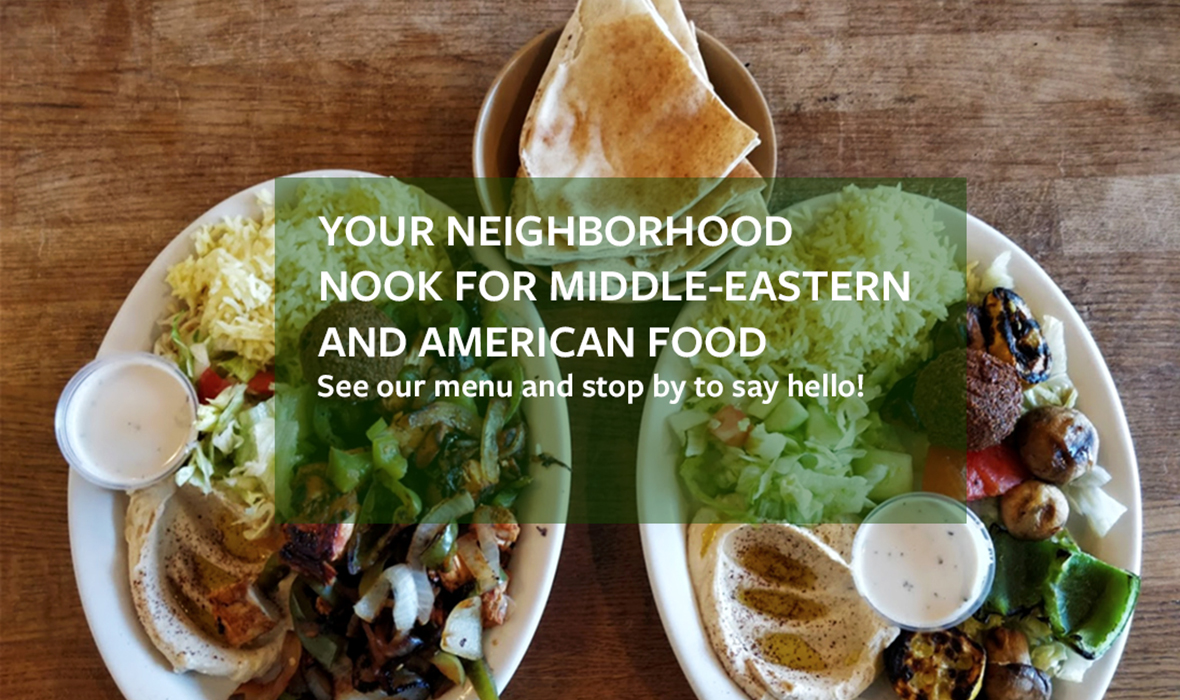 YOUR NEIGHBORHOOD
NOOK FOR MIDDLE-EASTERN
AND AMERICAN FOOD
See our menu and stop by to say hello!